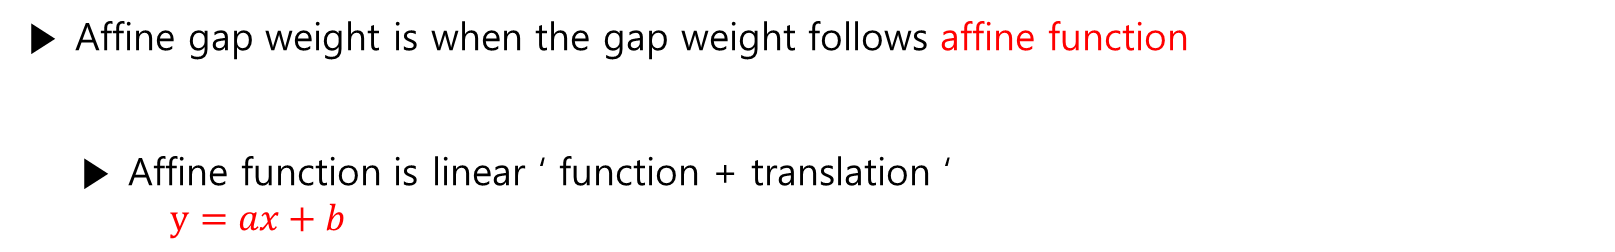 ▶ Affine gap weight is when the gap weight follows affine function
▶ Affine function is linear ‘ function + translation ‘
y = ax + b